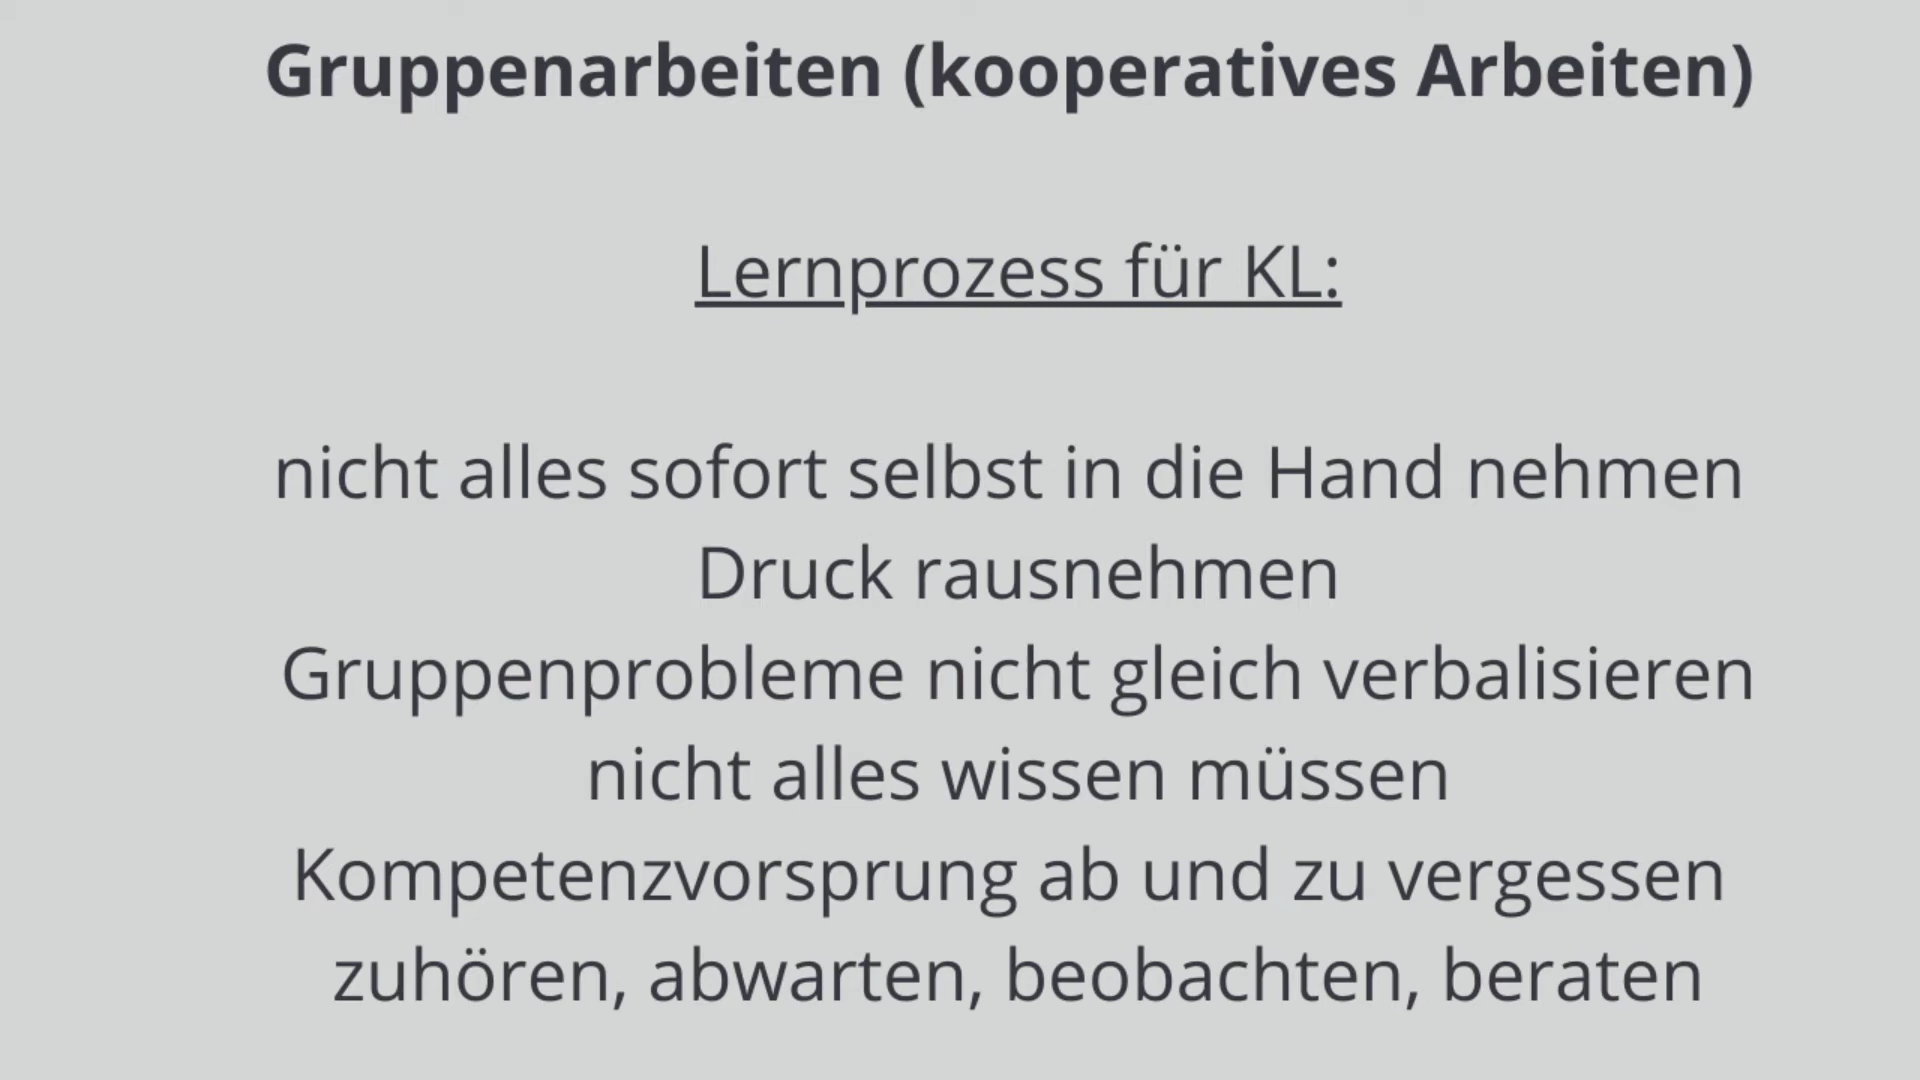 Gruppenarbeiten (kooperatives Arbeiten)
Lernprozess für KL:
nicht alles sofort selbst in die Hand nehmen
Druck rausnehmen
Gruppenprobleme nicht gleich verbalisieren
nicht alles wissen müssen
Kompetenzvorsprung ab und zu vergessen
zuhören, abwarten, beobachten, beraten